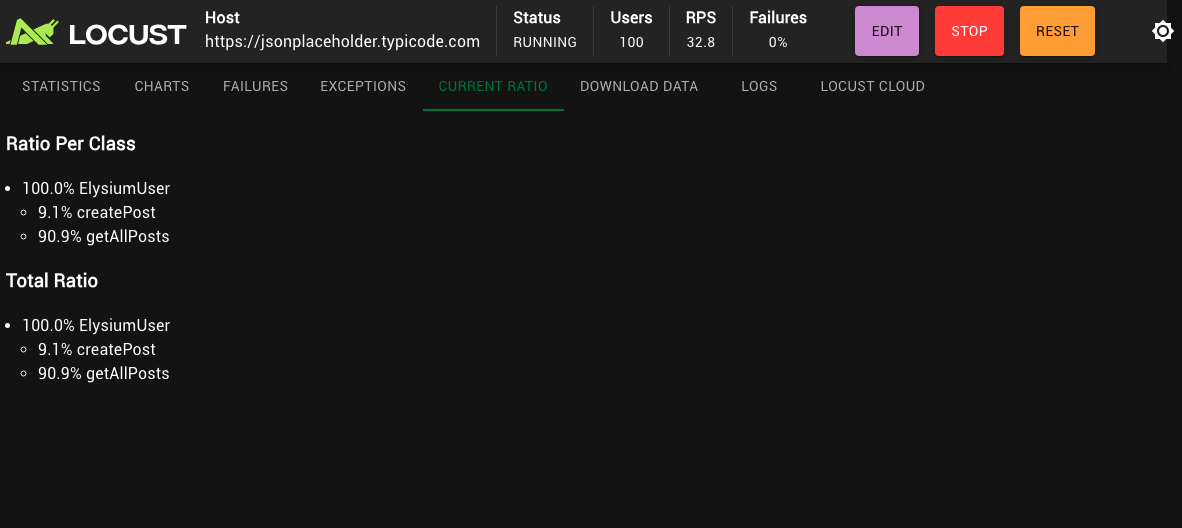 LOCUST
Host
https://jsonplaceholder.typicode.com
Status
RUNNING
Users
100
RPS
32.8
Failures
0%
EDIT
STOP
RESET
STATISTICS CHARTS FAILURES EXCEPTIONS CURRENT RATIO DOWNLOAD DATA LOGS LOCUST CLOUD
Ratio Per Class
100.0% ElysiumUser
9.1% createPost
90.9% getAllPosts
Total Ratio
100.0% ElysiumUser
9.1% createPost
90.9% getAllPosts